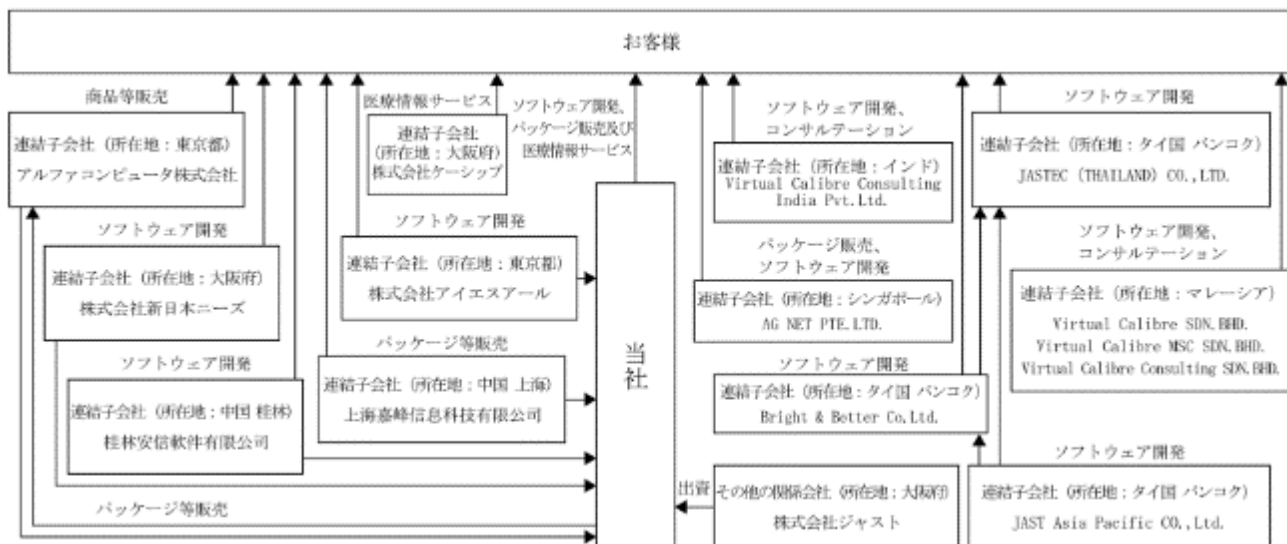 お客様
商品等販売
連結子会社（所在地：東京都）
アルファコンピュータ株式会社
ソフトウェア開発
連結子会社（所在地：大阪府）
株式会社新日本ニーズ
ソフトウェア開発
連結子会社（所在地：中国 桂林）
桂林安信軟件有限公司
パッケージ等販売
医療情報サービス
連結子会社
（所在地：大阪府）
株式会社ケーシップ
ソフトウェア開発
連結子会社（所在地：東京都）
株式会社アイエスアール
パッケージ等販売
連結子会社（所在地：中国 上海）
上海嘉峰信息科技有限公司
ソフトウェア開発、
パッケージ販売及び
医療情報サービス
当社
ソフトウェア開発、
コンサルテーション
連結子会社（所在地：インド）
Virtual Calibre Consulting
India Pvt.Ltd.
パッケージ販売、
ソフトウェア開発
連結子会社（所在地：シンガポール）
AG NET PTE.LTD.
ソフトウェア開発
連結子会社（所在地：タイ国 バンコク）
Bright & Better Co.Ltd.
出資
その他の関係会社（所在地：大阪府）
株式会社ジャスト
ソフトウェア開発
連結子会社（所在地：タイ国 バンコク）
JASTEC (THAILAND) CO.,LTD.
ソフトウェア開発、
コンサルテーション
連結子会社（所在地：マレーシア）
Virtual Calibre SDN.BHD.
Virtual Calibre MSC SDN.BHD.
Virtual Calibre Consulting SDN.BHD.
ソフトウェア開発
連結子会社（所在地：タイ国 バンコク）
JAST Asia Pacific CO.,Ltd.